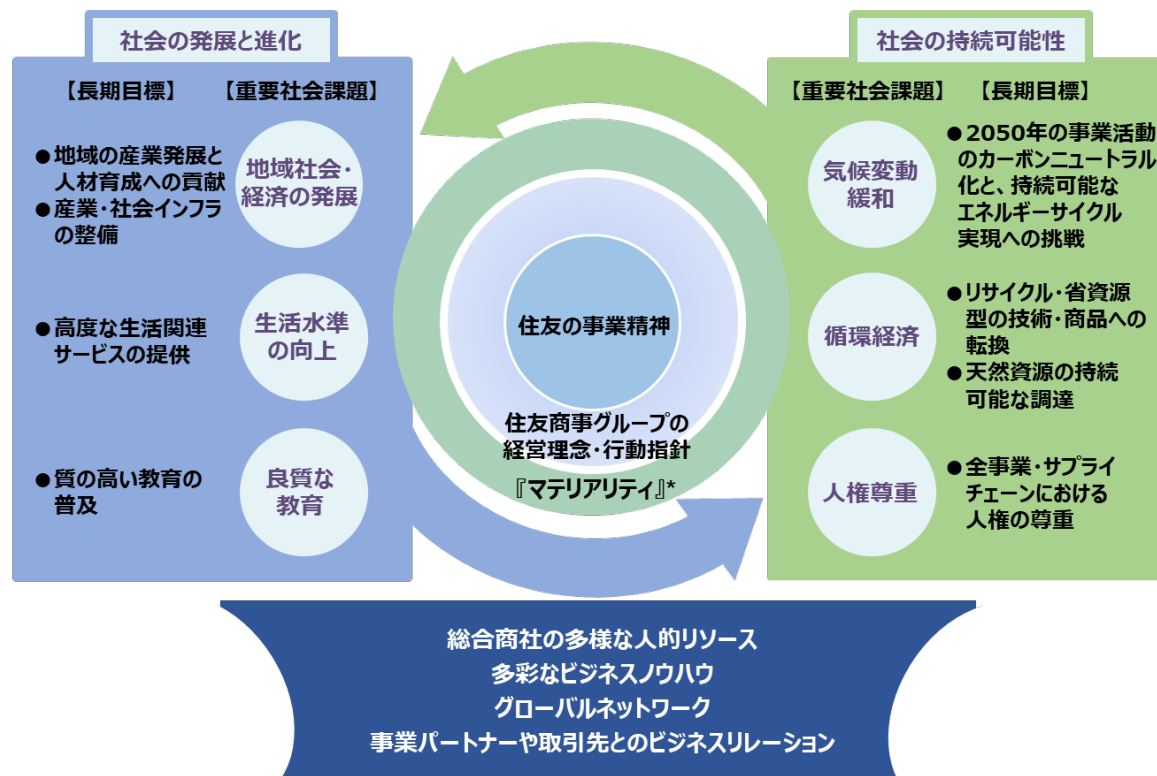 社会の発展と進化
【長期目標】
【重要社会課題】
●地域の産業発展と
人材育成への貢献
●産業・社会インフラ
の整備
地域社会・
経済の発展
●高度な生活関連
サービスの提供
生活水準
の向上
●質の高い教育の
普及
良質な
教育
住友の事業精神
住友商事グループの
経営理念・行動指針
『マテリアリティ』*
社会の持続可能性
【重要社会課題】
【長期目標】
気候変動
緩和
●2050年の事業活動
のカーボンニュートラル
化と、持続可能な
エネルギーサイクル
実現への挑戦
循環経済
●リサイクル・省資源
型の技術・商品への
転換
●天然資源の持続
可能な調達
人権尊重
●全事業・サプライ
チェーンにおける
人権の尊重
総合商社の多様な人的リソース
多彩なビジネスノウハウ
グローバルネットワーク
事業パートナーや取引先とのビジネスリレーション